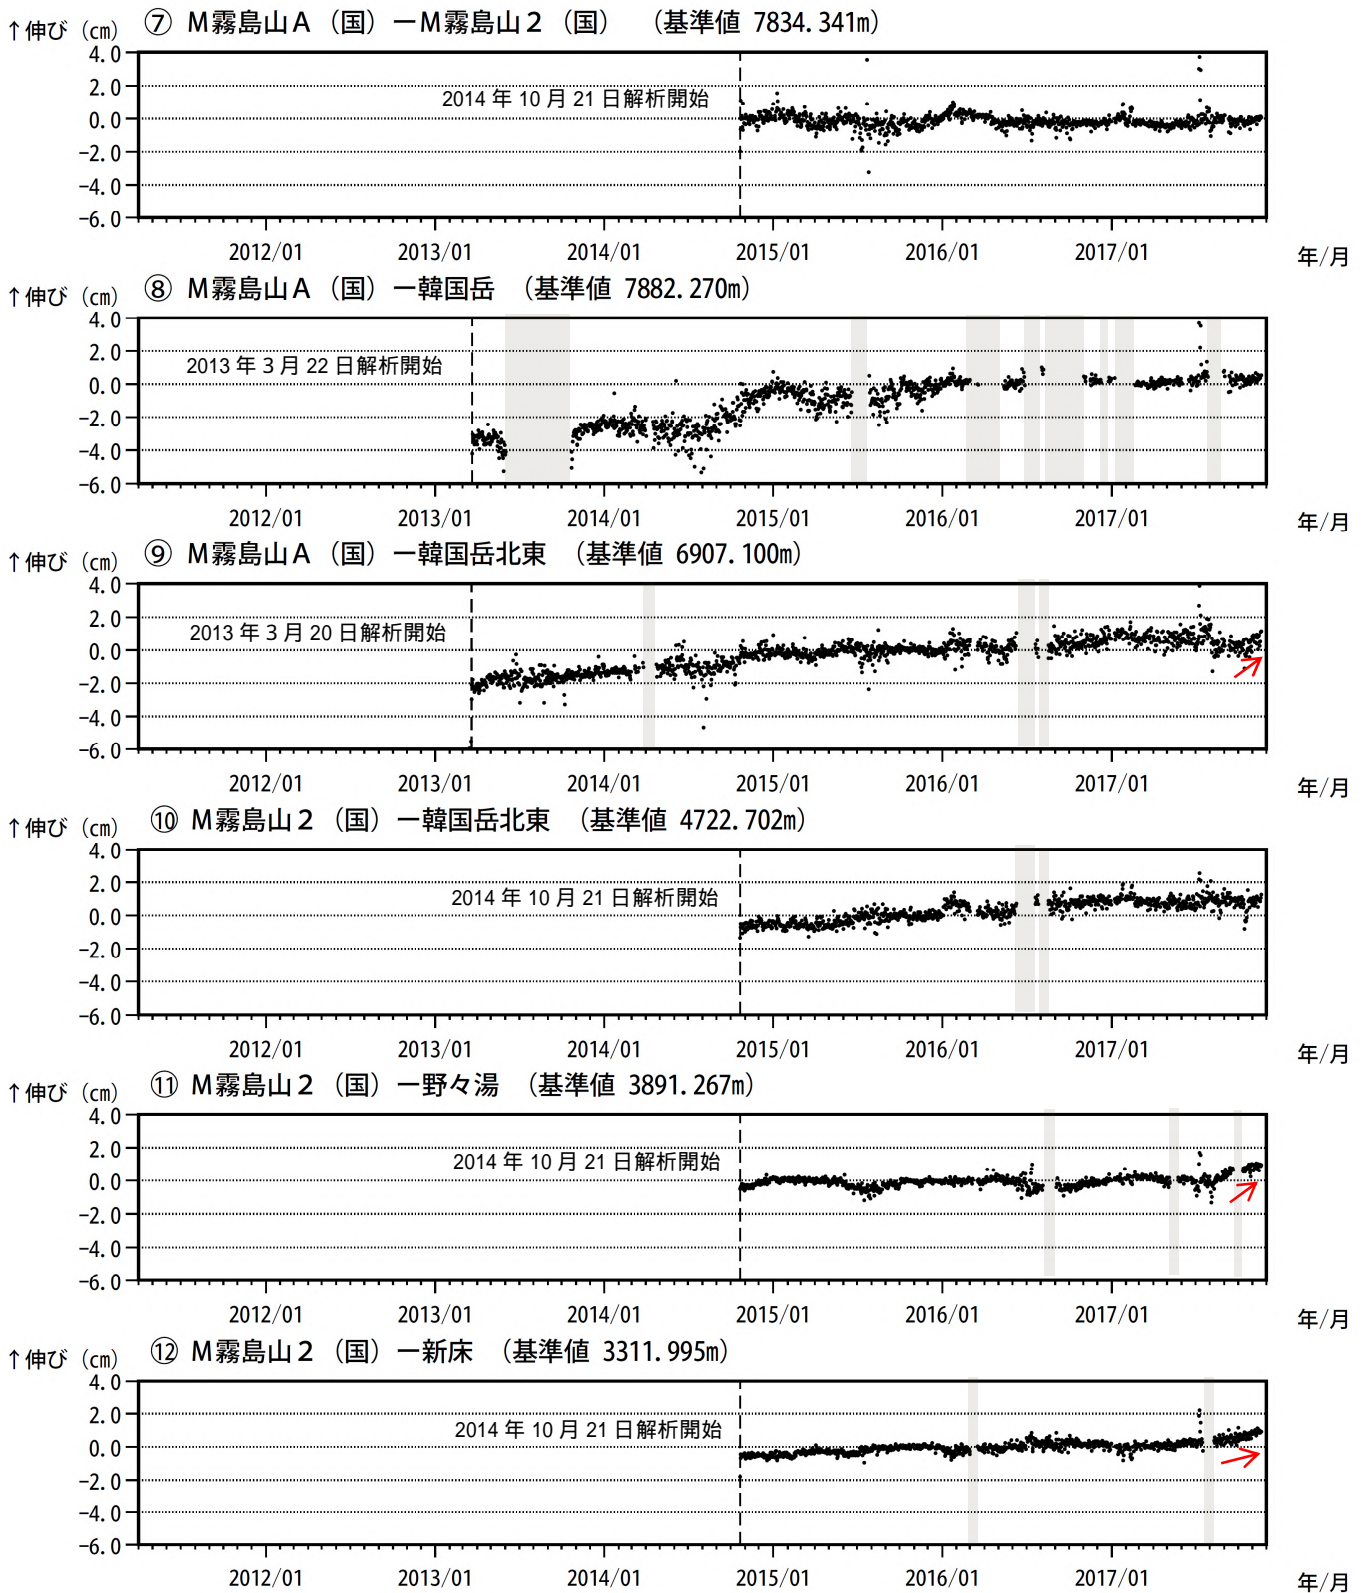 ⑦ M霧島山A（国）ーM霧島山2（国） （基準値 7834.341m）
↑伸び（cm）
4.0
2.0
0.0
-2.0
-4.0
-6.0
2014 年 10 月 21 日解析開始
2012/01 2013/01 2014/01 2015/01 2016/01 2017/01 年/月
⑧ M霧島山A（国）ー韓国岳 （基準値 7882.270m）
↑伸び（cm）
4.0
2.0
0.0
-2.0
-4.0
-6.0
2013 年 3 月 22 日解析開始
2012/01 2013/01 2014/01 2015/01 2016/01 2017/01 年/月
⑨ M霧島山A（国）ー韓国岳北東 （基準値 6907.100m）
↑伸び（cm）
4.0
2.0
0.0
-2.0
-4.0
-6.0
2013 年 3 月 20 日解析開始
2012/01 2013/01 2014/01 2015/01 2016/01 2017/01 年/月
⑩ M霧島山2（国）ー韓国岳北東 （基準値 4722.702m）
↑伸び（cm）
4.0
2.0
0.0
-2.0
-4.0
-6.0
2014 年 10 月 21 日解析開始
2012/01 2013/01 2014/01 2015/01 2016/01 2017/01 年/月
⑪ M霧島山2（国）ー野々湯 （基準値 3891.267m）
↑伸び（cm）
4.0
2.0
0.0
-2.0
-4.0
-6.0
2014 年 10 月 21 日解析開始
2012/01 2013/01 2014/01 2015/01 2016/01 2017/01 年/月
⑫ M霧島山2（国）ー新床 （基準値 3311.995m）
↑伸び（cm）
4.0
2.0
0.0
-2.0
-4.0
-6.0
2014 年 10 月 21 日解析開始
2012/01 2013/01 2014/01 2015/01 2016/01 2017/01 年/月